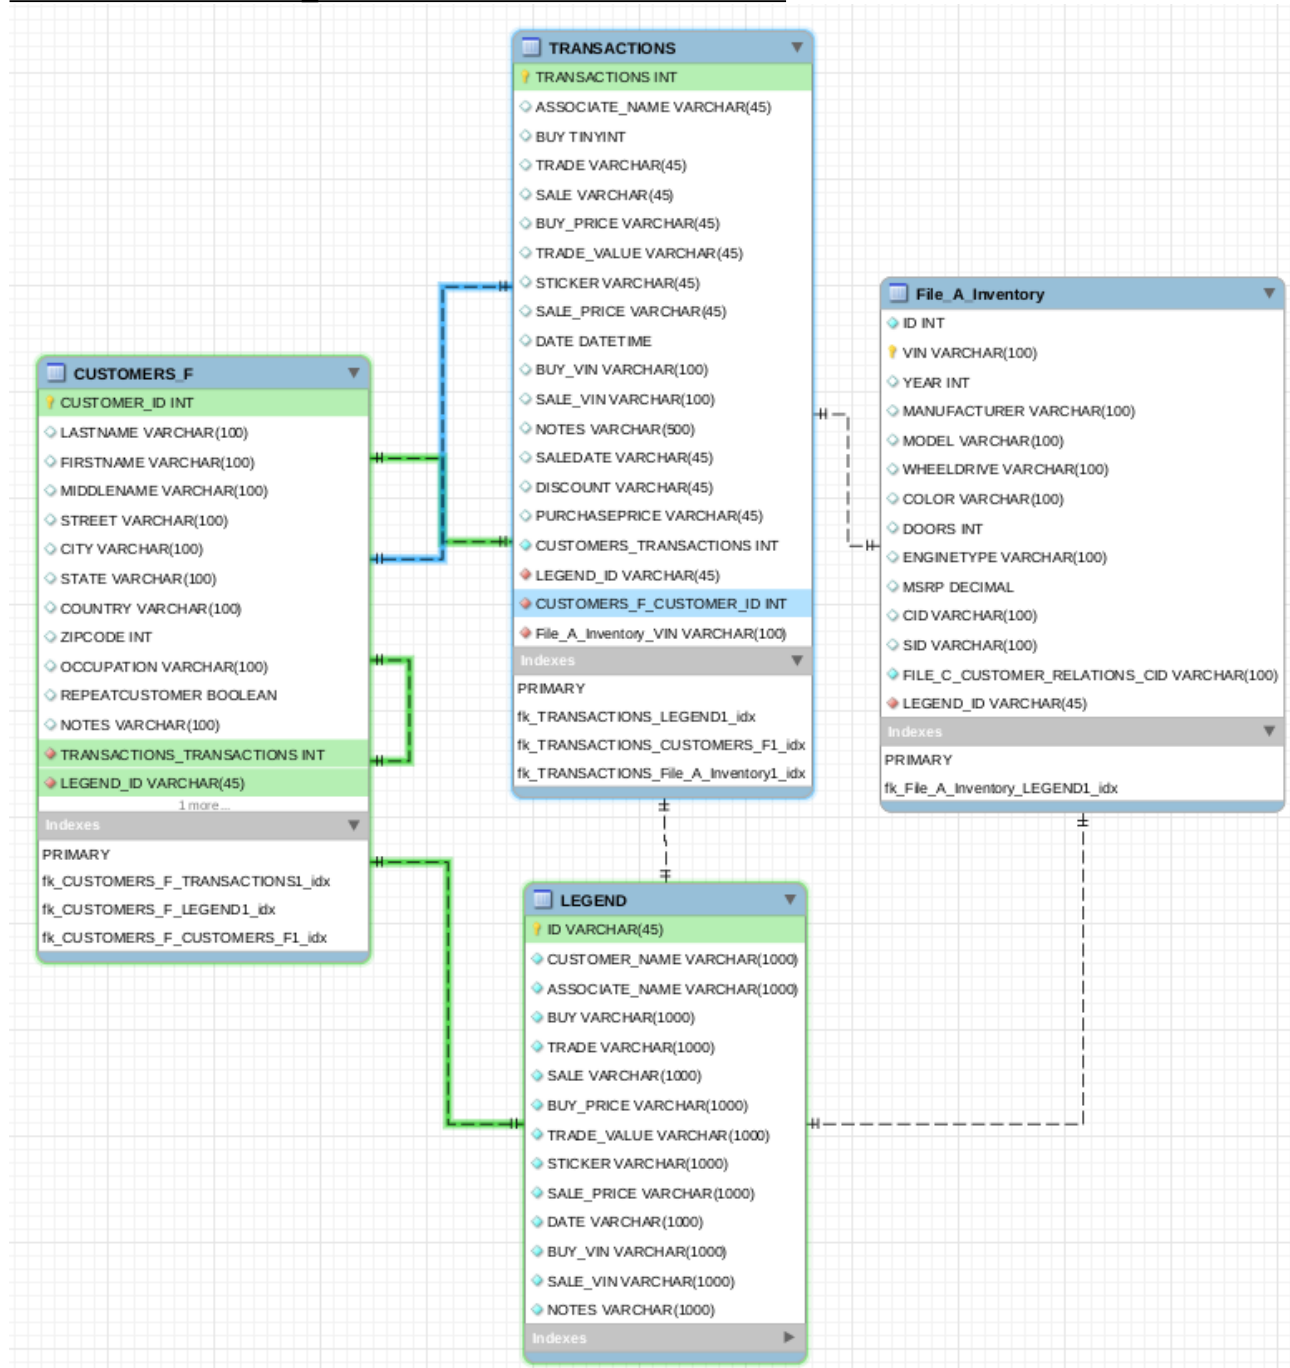 TRANSACTIONS
TRANSACTIONS INT
ASSOCIATE_NAME VARCHAR(45)
BUY TINYINT
TRADE VARCHAR(45)
SALE VARCHAR(45)
BUY_PRICE VARCHAR(45)
TRADE_VALUE VARCHAR(45)
STICKER VARCHAR(45)
SALE_PRICE VARCHAR(45)
DATE DATETIME
BUY_VIN VARCHAR(100)
SALE_VIN VARCHAR(100)
NOTES VARCHAR(500)
SALEDATE VARCHAR(45)
DISCOUNT VARCHAR(45)
PURCHASEPRICE VARCHAR(45)
CUSTOMERS_TRANSACTIONS INT
LEGEND_ID VARCHAR(45)
CUSTOMERS_F_CUSTOMER_ID INT
File_A_Inventory_VIN VARCHAR(100)
Indexes
PRIMARY
fk_TRANSACTIONS_LEGEND1_idx
fk_TRANSACTIONS_CUSTOMERS_F1_idx
fk_TRANSACTIONS_File_A_Inventory1_idx
File_A_Inventory
ID INT
VIN VARCHAR(100)
YEAR INT
MANUFACTURER VARCHAR(100)
MODEL VARCHAR(100)
WHEELDRIVE VARCHAR(100)
COLOR VARCHAR(100)
DOORS INT
ENGINETYPE VARCHAR(100)
MSRP DECIMAL
CID VARCHAR(100)
SID VARCHAR(100)
FILE_C_CUSTOMER_RELATIONS_CID VARCHAR(100)
LEGEND_ID VARCHAR(45)
Indexes
PRIMARY
fk_File_A_Inventory_LEGEND1_idx
CUSTOMERS_F
CUSTOMER_ID INT
LASTNAME VARCHAR(100)
FIRSTNAME VARCHAR(100)
MIDDLENAME VARCHAR(100)
STREET VARCHAR(100)
CITY VARCHAR(100)
STATE VARCHAR(100)
COUNTRY VARCHAR(100)
ZIPCODE INT
OCCUPATION VARCHAR(100)
REPEATCUSTOMER BOOLEAN
NOTES VARCHAR(100)
TRANSACTIONS_TRANSACTIONS INT
LEGEND_ID VARCHAR(45)
1 more...
Indexes
PRIMARY
fk_CUSTOMERS_F_TRANSACTIONS1_idx
fk_CUSTOMERS_F_LEGEND1_idx
fk_CUSTOMERS_F_CUSTOMERS_F1_idx
LEGEND
ID VARCHAR(45)
CUSTOMER_NAME VARCHAR(1000)
ASSOCIATE_NAME VARCHAR(1000)
BUY VARCHAR(1000)
TRADE VARCHAR(1000)
SALE VARCHAR(1000)
BUY_PRICE VARCHAR(1000)
TRADE_VALUE VARCHAR(1000)
STICKER VARCHAR(1000)
SALE_PRICE VARCHAR(1000)
DATE VARCHAR(1000)
BUY_VIN VARCHAR(1000)
SALE_VIN VARCHAR(1000)
NOTES VARCHAR(1000)
Indexes